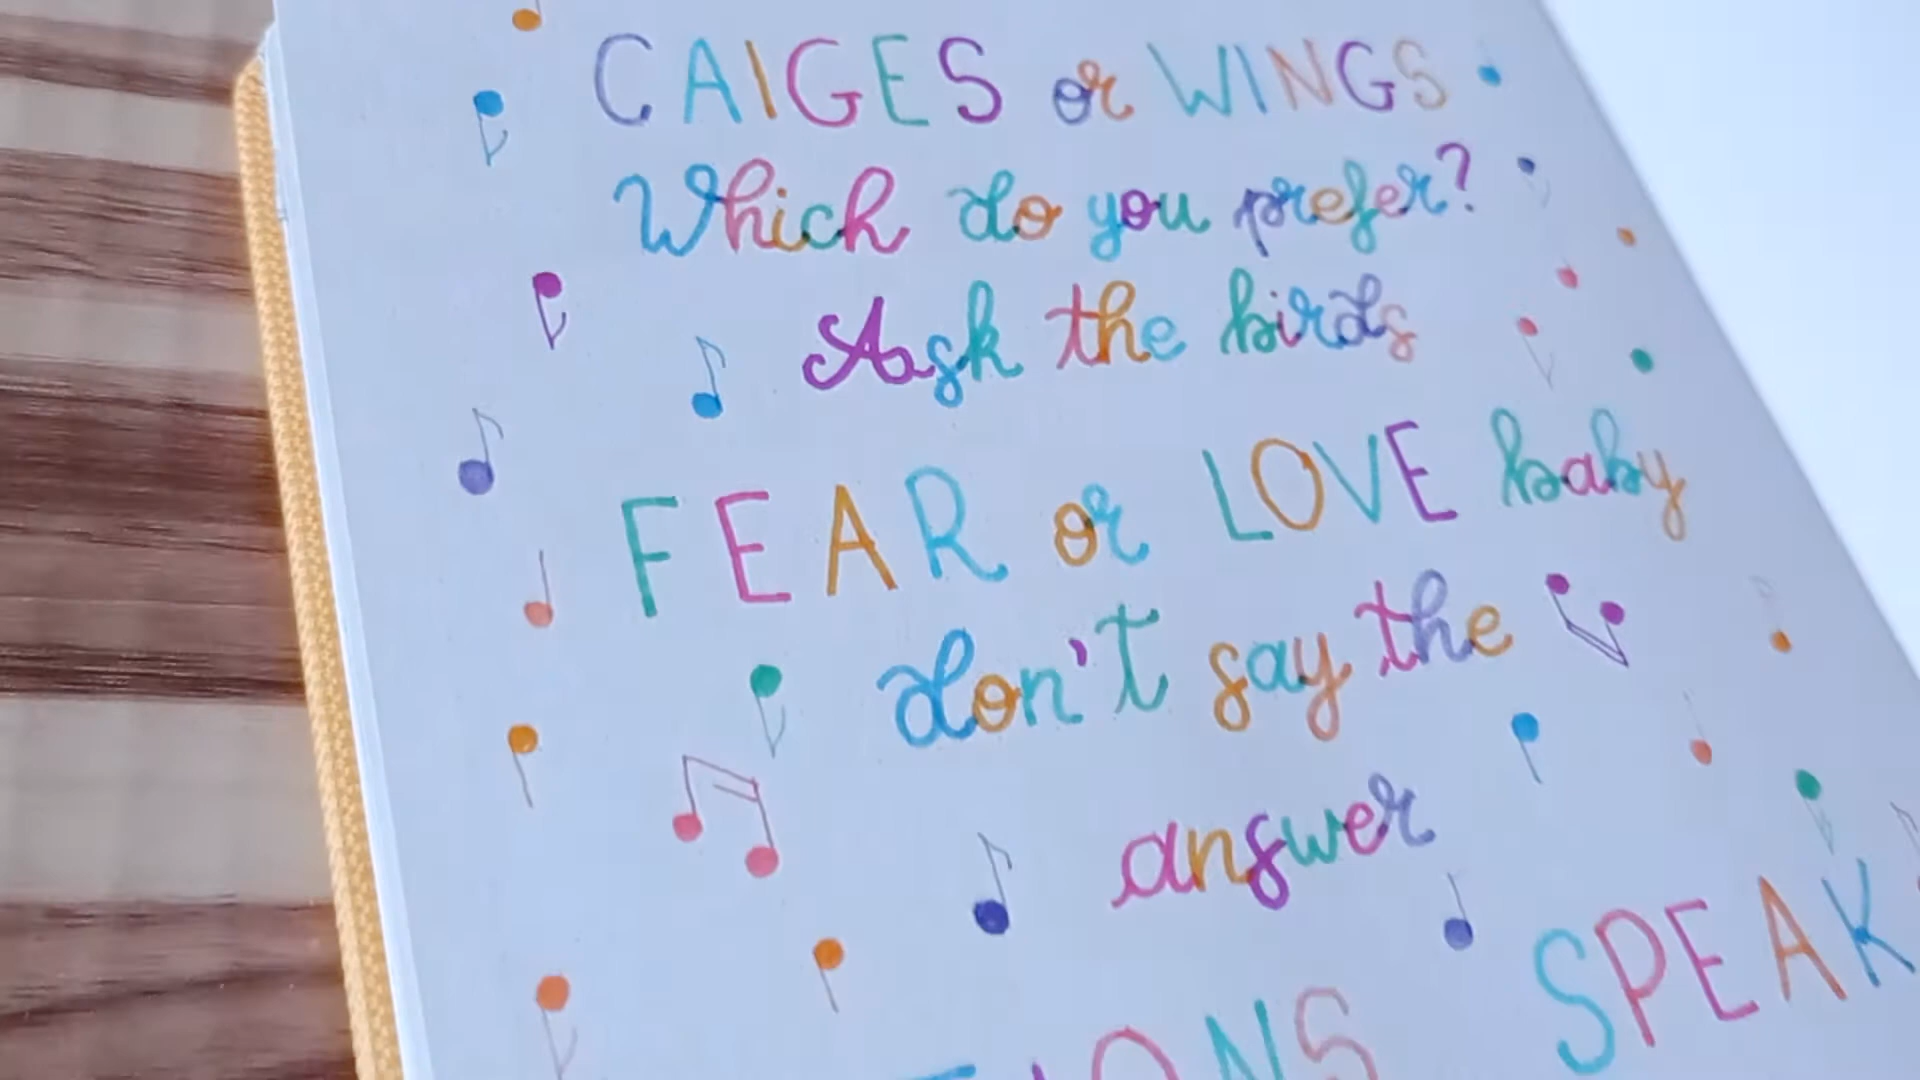 CAIGES or WINGS
Which do you prefer?
Ask the birds
FEAR or LOVE baby
don't say the
answer
SPEAK